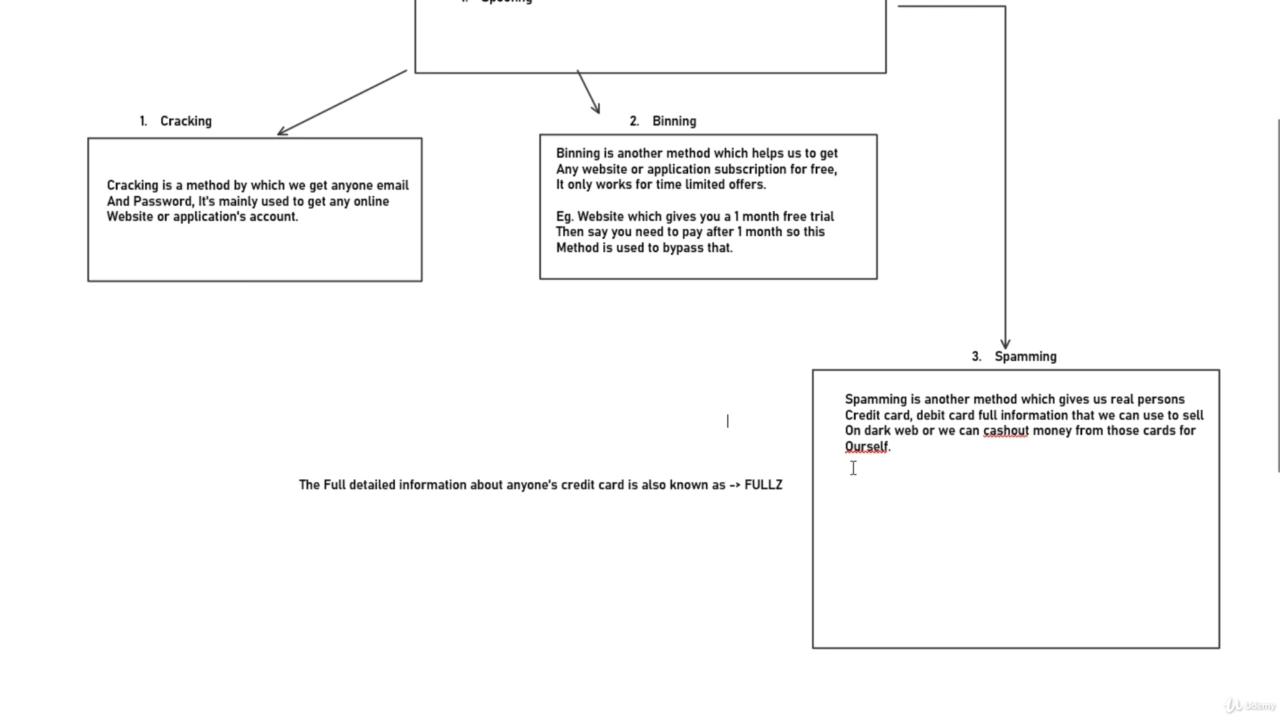 1. Cracking
2. Binning
Binning is another method which helps us to get
Any website or application subscription for free,
It only works for time limited offers.
Eg. Website which gives you a 1 month free trial
Then say you need to pay after 1 month so this
Method is used to bypass that.
Cracking is a method by which we get anyone email
And Password, It's mainly used to get any online
Website or application's account.
3. Spamming
Spamming is another method which gives us real persons
Credit card, debit card full information that we can use to sell
On dark web or we can cashout money from those cards for
Ourself.
The Full detailed information about anyone's credit card is also known as -> FULLZ
Udemy